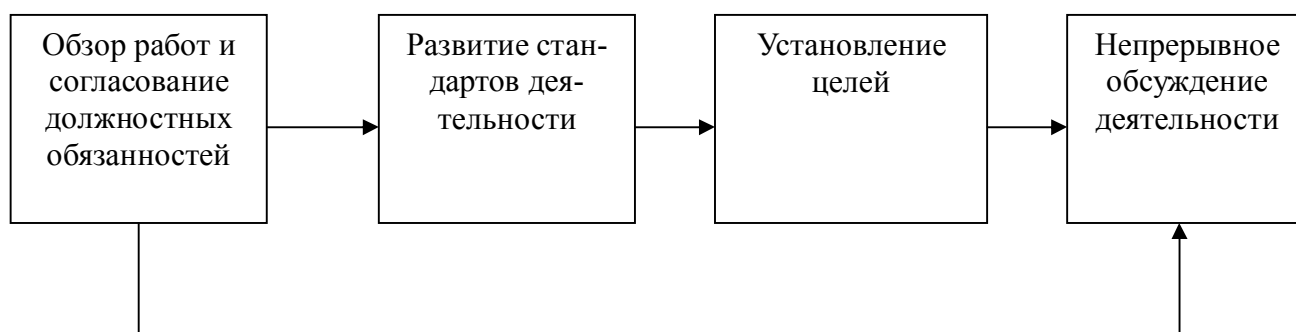 Обзор работ и
согласование
должностных
обязанностей
Развитие стан-
дартов дея-
тельности
Установление
целей
Непрерывное
обсуждение
деятельности